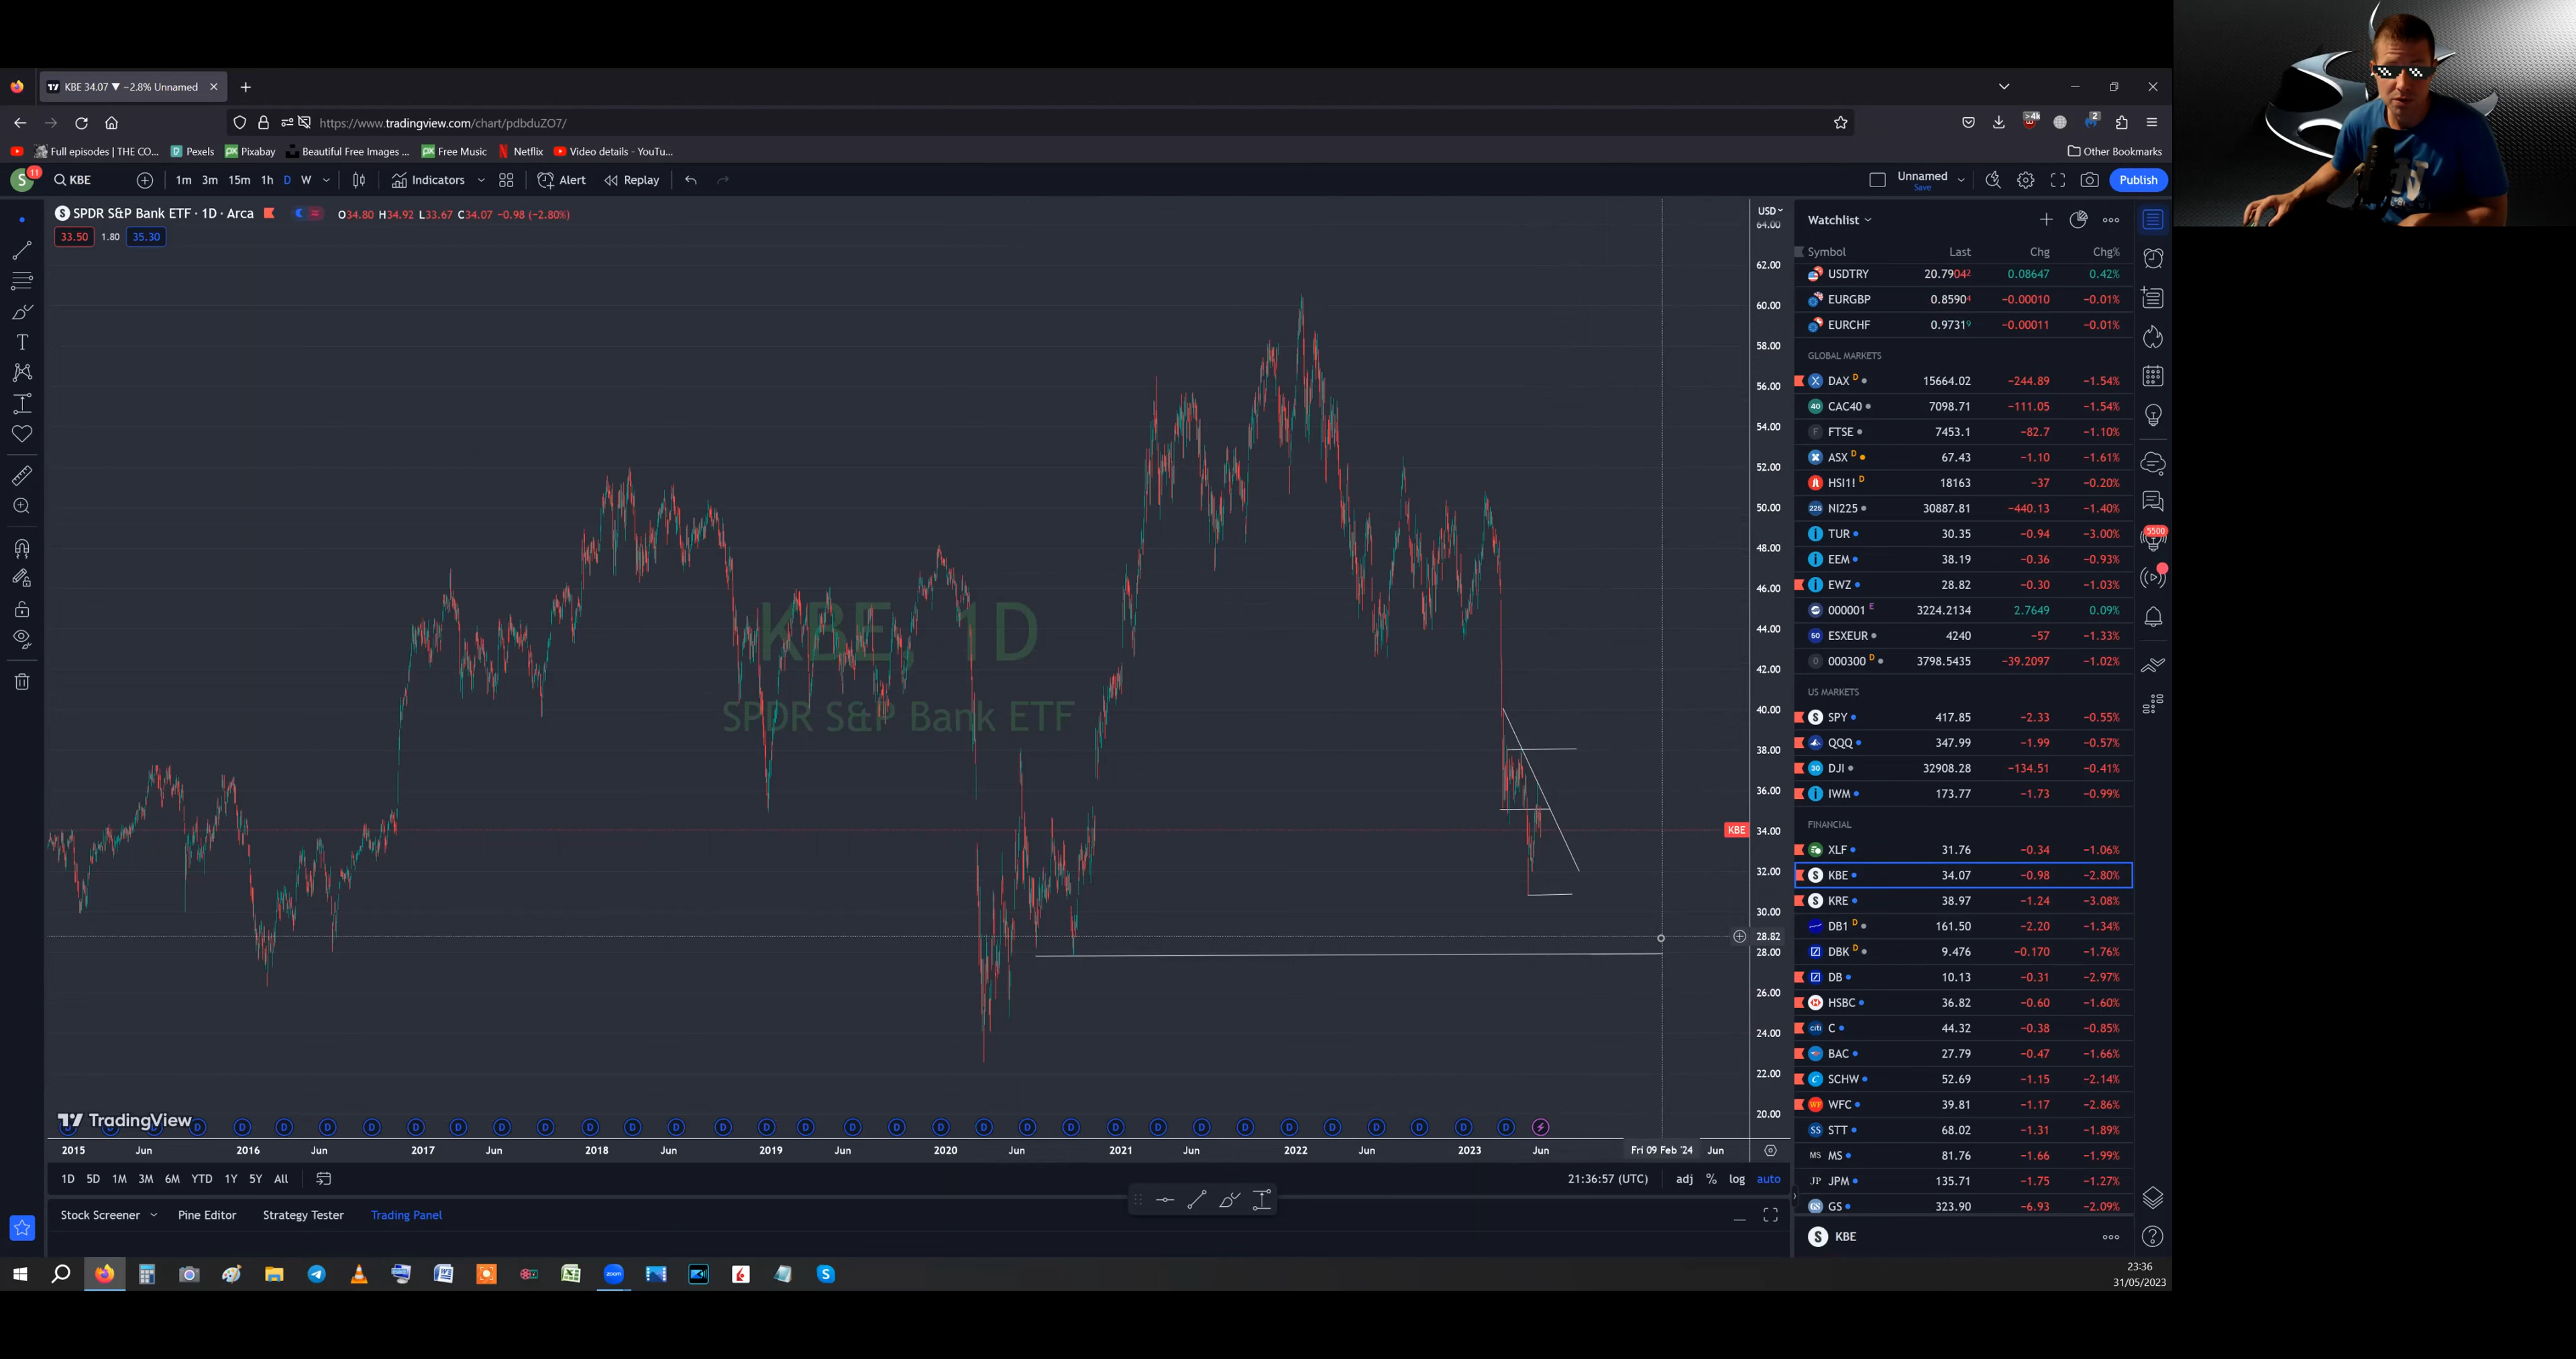 KBE 34.07 ▼ −2.8% Unnamed
https://www.tradingview.com/chart/pdbduZO7/
>4k
2
Full episodes | THE CO...
Pexels
Pixabay
Beautiful Free Images ...
Free Music
Netflix
Video details - YouTu...
Other Bookmarks
S 11 KBE 1m 3m 15m 1h D W Indicators Alert Replay Unnamed Save Publish
SPDR S&P Bank ETF · 1D · Arca O34.80 H34.92 L33.67 C34.07 −0.98 (−2.80%)
33.50 1.80 35.30
USD
64.00
62.00
60.00
58.00
56.00
54.00
52.00
50.00
48.00
46.00
44.00
42.00
40.00
38.00
36.00
KBE 34.00
32.00
30.00
28.82
28.00
26.00
24.00
22.00
20.00
KBE, 1D
SPDR S&P Bank ETF
TradingView
D D D D D D D D D D D D D D D D D D D D D D D D D D D D D D D
2015 Jun 2016 Jun 2017 Jun 2018 Jun 2019 Jun 2020 Jun 2021 Jun 2022 Jun 2023 Jun Fri 09 Feb '24 Jun
1D 5D 1M 3M 6M YTD 1Y 5Y All 21:36:57 (UTC) adj % log auto
Stock Screener Pine Editor Strategy Tester Trading Panel
Watchlist
Symbol Last Chg Chg%
USDTRY 20.79042 0.08647 0.42%
EURGBP 0.85904 −0.00010 −0.01%
EURCHF 0.97319 −0.00011 −0.01%
GLOBAL MARKETS
DAX D 15664.02 −244.89 −1.54%
40 CAC40 7098.71 −111.05 −1.54%
F FTSE 7453.1 −82.7 −1.10%
ASX D 67.43 −1.10 −1.61%
HSI1! D 18163 −37 −0.20%
225 NI225 30887.81 −440.13 −1.40%
TUR 30.35 −0.94 −3.00%
EEM 38.19 −0.36 −0.93%
EWZ 28.82 −0.30 −1.03%
000001 E 3224.2134 2.7649 0.09%
50 ESXEUR 4240 −57 −1.33%
0 000300 D 3798.5435 −39.2097 −1.02%
US MARKETS
S SPY 417.85 −2.33 −0.55%
QQQ 347.99 −1.99 −0.57%
30 DJI 32908.28 −134.51 −0.41%
IWM 173.77 −1.73 −0.99%
FINANCIAL
XLF 31.76 −0.34 −1.06%
S KBE 34.07 −0.98 −2.80%
S KRE 38.97 −1.24 −3.08%
DB1 D 161.50 −2.20 −1.34%
DBK D 9.476 −0.170 −1.76%
DB 10.13 −0.31 −2.97%
HSBC 36.82 −0.60 −1.60%
citi C 44.32 −0.38 −0.85%
BAC 27.79 −0.47 −1.66%
SCHW 52.69 −1.15 −2.14%
WF WFC 39.81 −1.17 −2.86%
SS STT 68.02 −1.31 −1.89%
MS MS 81.76 −1.66 −1.99%
JP JPM 135.71 −1.75 −1.27%
GS GS 323.90 −6.93 −2.09%
S KBE
5500
zoom
23:36
31/05/2023